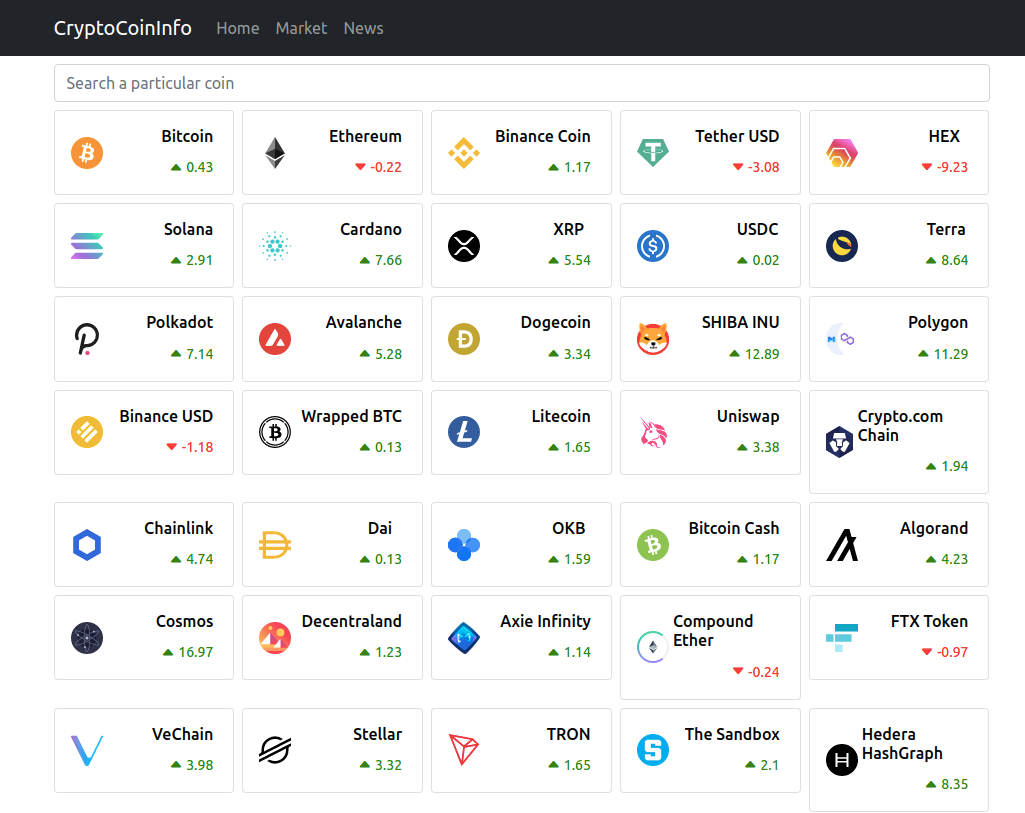 CryptoCoinInfo Home Market News
Search a particular coin
Bitcoin
0.43
Ethereum
-0.22
Binance Coin
1.17
Tether USD
-3.08
HEX
-9.23
Solana
2.91
Cardano
7.66
XRP
5.54
USDC
0.02
Terra
8.64
Polkadot
7.14
Avalanche
5.28
Dogecoin
3.34
SHIBA INU
12.89
Polygon
11.29
Binance USD
-1.18
Wrapped BTC
0.13
Litecoin
1.65
Uniswap
3.38
Crypto.com
Chain
1.94
Chainlink
4.74
Dai
0.13
OKB
1.59
Bitcoin Cash
1.17
Algorand
4.23
Cosmos
16.97
Decentraland
1.23
Axie Infinity
1.14
Compound
Ether
-0.24
FTX Token
-0.97
VeChain
3.98
Stellar
3.32
TRON
1.65
The Sandbox
2.1
Hedera
HashGraph
8.35